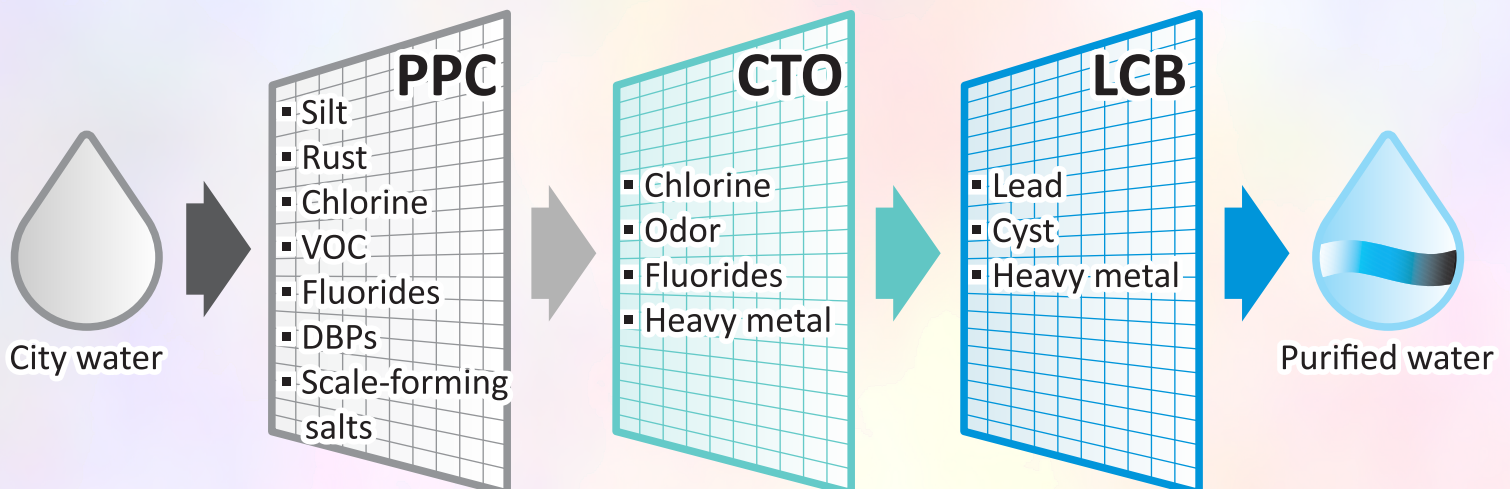 City water
PPC
▪ Silt
▪ Rust
▪ Chlorine
▪ VOC
▪ Fluorides
▪ DBPs
▪ Scale-forming
salts
CTO
▪ Chlorine
▪ Odor
▪ Fluorides
▪ Heavy metal
LCB
▪ Lead
▪ Cyst
▪ Heavy metal
Purified water